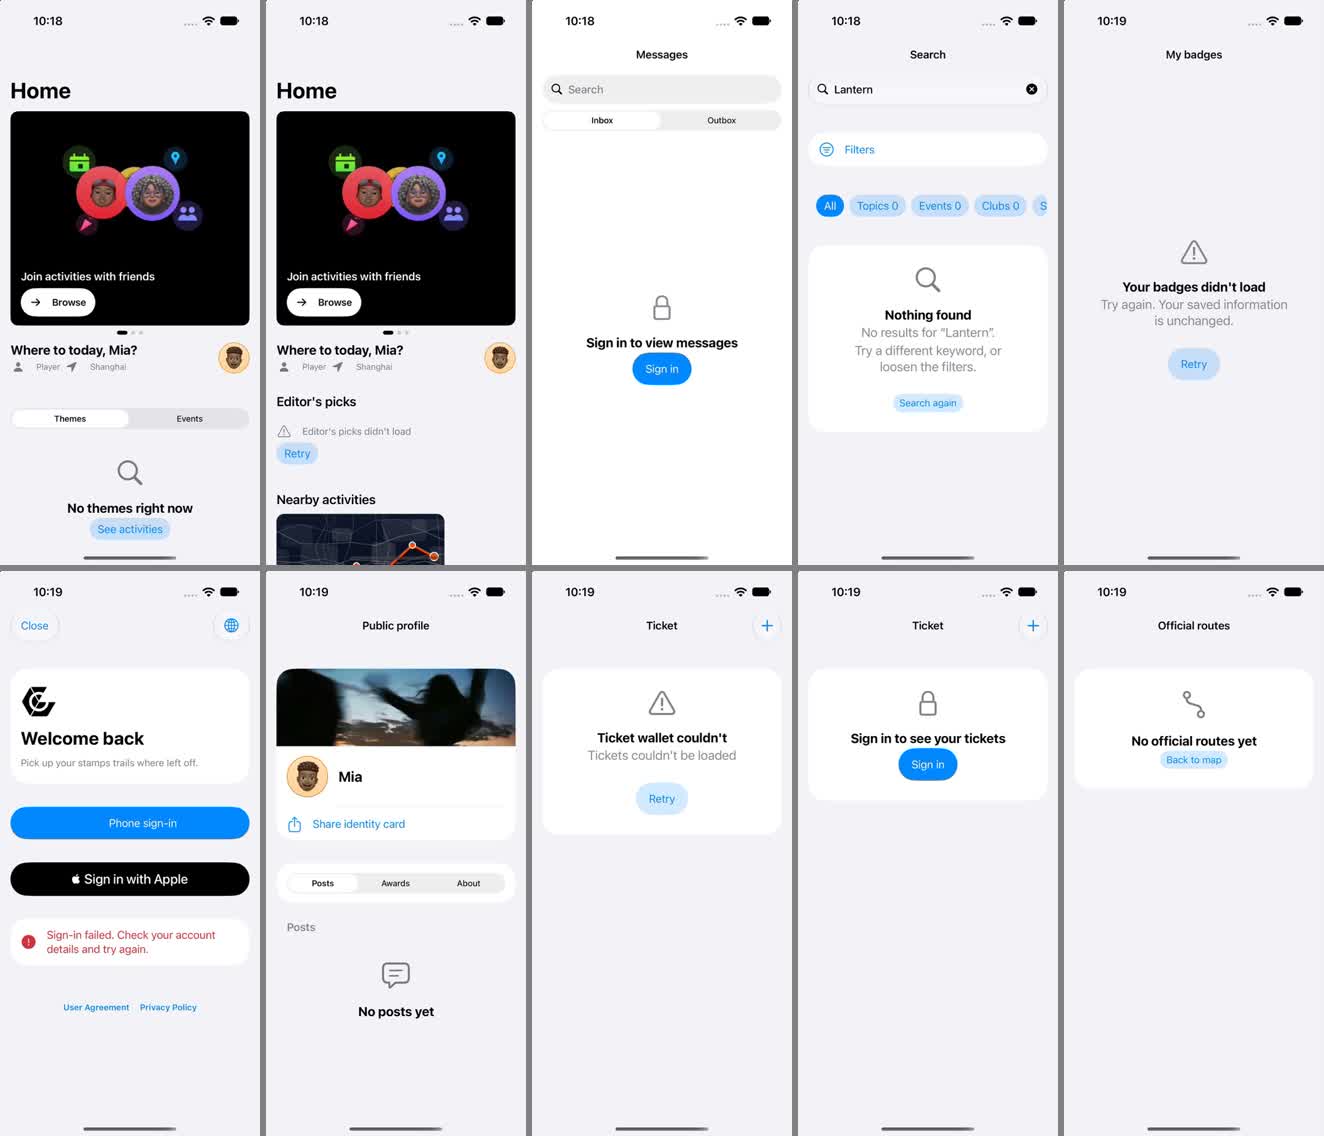 10:18
Home
Join activities with friends
Browse
Where to today, Mia?
Player
Shanghai
Themes
Events
No themes right now
See activities
10:18
Home
Join activities with friends
Browse
Where to today, Mia?
Player
Shanghai
Editor's picks
Editor's picks didn't load
Retry
Nearby activities
10:18
Messages
Search
Inbox
Outbox
Sign in to view messages
Sign in
10:18
Search
Lantern
Filters
All
Topics 0
Events 0
Clubs 0
S
Nothing found
No results for “Lantern”.
Try a different keyword, or
loosen the filters.
Search again
10:19
My badges
Your badges didn't load
Try again. Your saved information
is unchanged.
Retry
10:19
Close
Welcome back
Pick up your stamps trails where left off.
Phone sign-in
Sign in with Apple
Sign-in failed. Check your account
details and try again.
User Agreement
Privacy Policy
10:19
Public profile
Mia
Share identity card
Posts
Awards
About
Posts
No posts yet
10:19
Ticket
Ticket wallet couldn't
Tickets couldn't be loaded
Retry
10:19
Ticket
Sign in to see your tickets
Sign in
10:19
Official routes
No official routes yet
Back to map